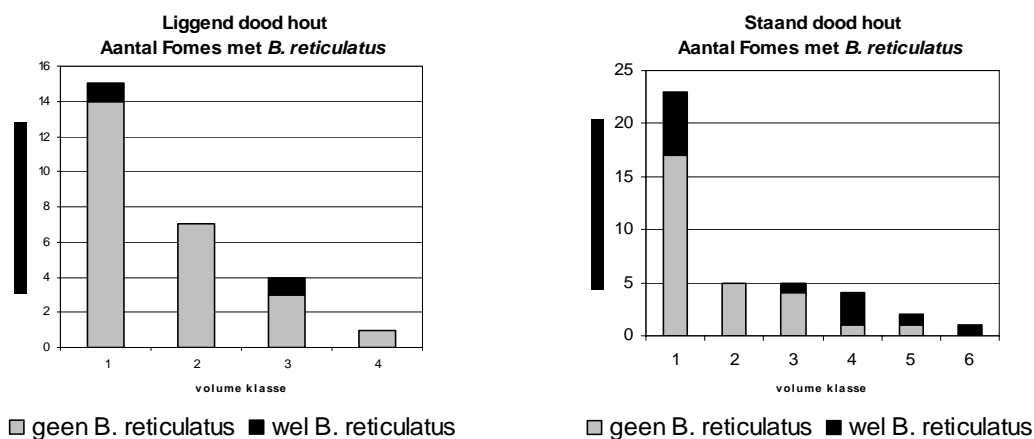 Liggend dood hout
Aantal Fomes met B. reticulatus
16
14
12
10
8
6
4
2
0
1 2 3 4
volume klasse
geen B. reticulatus wel B. reticulatus
Staand dood hout
Aantal Fomes met B. reticulatus
25
20
15
10
5
0
1 2 3 4 5 6
volume klasse
geen B. reticulatus wel B. reticulatus